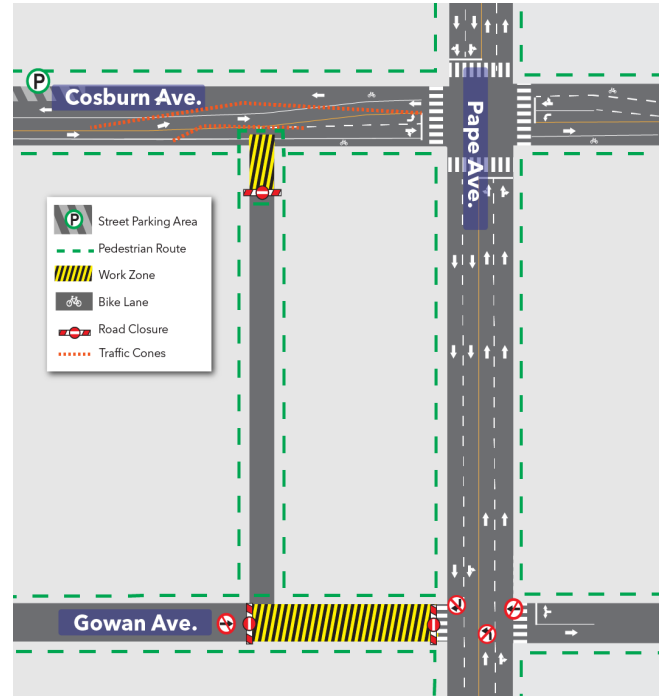 P
Cosburn Ave.
Pape Ave.
P
Street Parking Area
Pedestrian Route
Work Zone
Bike Lane
Road Closure
Traffic Cones
Gowan Ave.